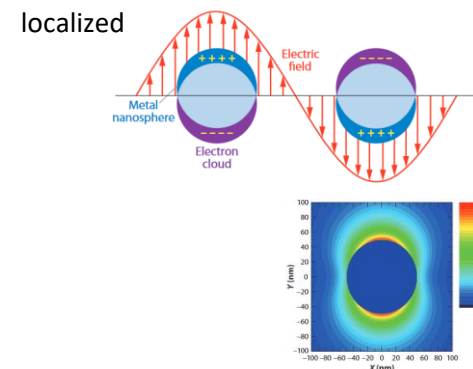 localized
Electric
field
+ + + +
– – – –
Metal
nanosphere
– – – –
+ + + +
Electron
cloud
100
80
60
40
20
0
–20
–40
–60
–80
–100
Y (nm)
–100 –80 –60 –40 –20 0 20 40 60 80 100
X (nm)